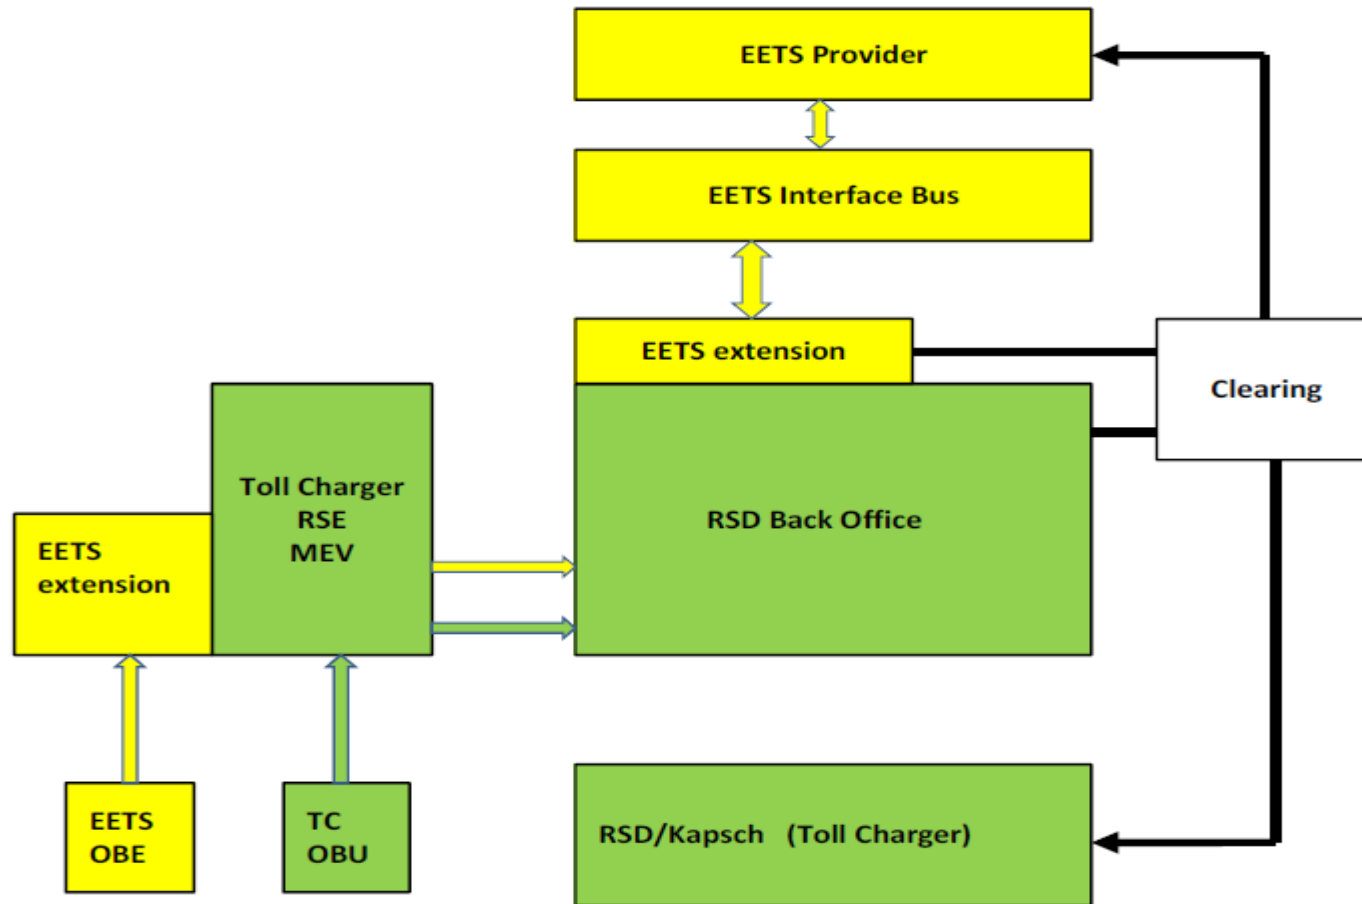 EETS Provider
EETS Interface Bus
EETS extension
Clearing
Toll Charger
RSE
MEV
RSD Back Office
EETS
extension
EETS
OBE
TC
OBU
RSD/Kapsch (Toll Charger)